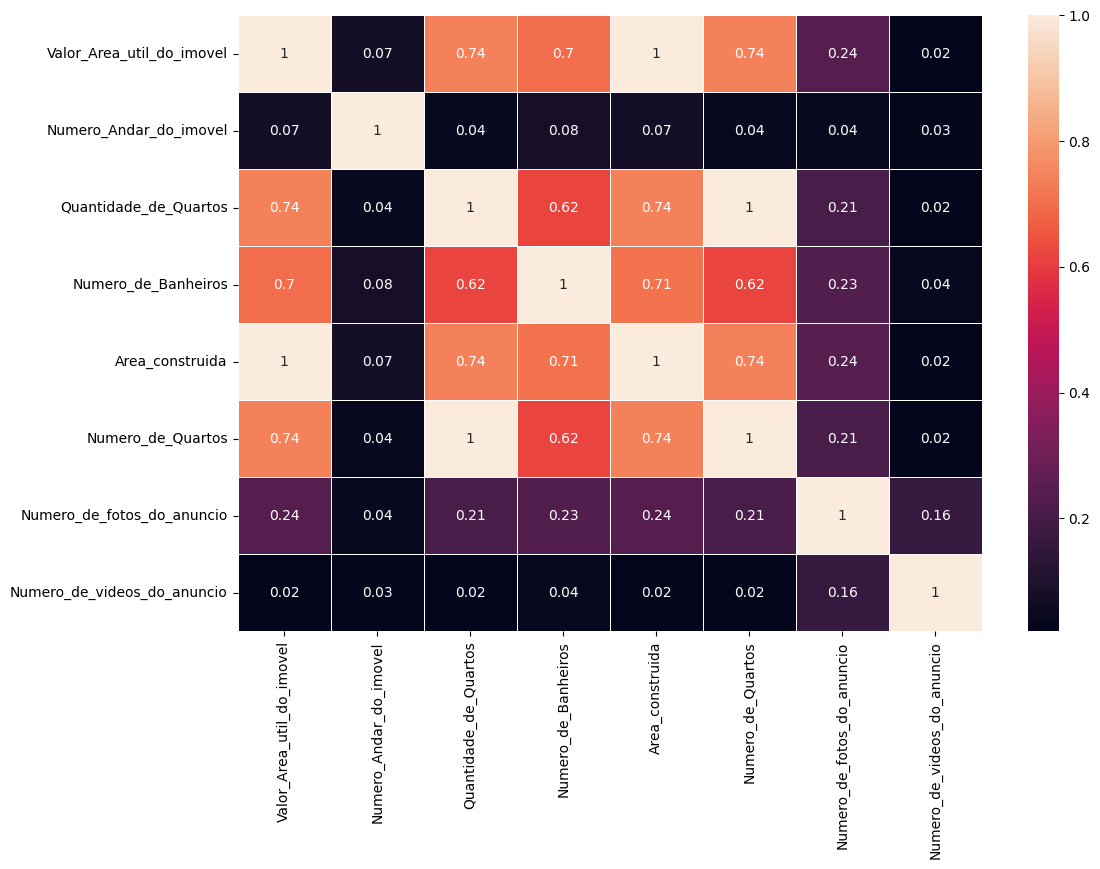 Valor_Area_util_do_imovel 1 0.07 0.74 0.7 1 0.74 0.24 0.02
Numero_Andar_do_imovel 0.07 1 0.04 0.08 0.07 0.04 0.04 0.03
Quantidade_de_Quartos 0.74 0.04 1 0.62 0.74 1 0.21 0.02
Numero_de_Banheiros 0.7 0.08 0.62 1 0.71 0.62 0.23 0.04
Area_construida 1 0.07 0.74 0.71 1 0.74 0.24 0.02
Numero_de_Quartos 0.74 0.04 1 0.62 0.74 1 0.21 0.02
Numero_de_fotos_do_anuncio 0.24 0.04 0.21 0.23 0.24 0.21 1 0.16
Numero_de_videos_do_anuncio 0.02 0.03 0.02 0.04 0.02 0.02 0.16 1
Valor_Area_util_do_imovel
Numero_Andar_do_imovel
Quantidade_de_Quartos
Numero_de_Banheiros
Area_construida
Numero_de_Quartos
Numero_de_fotos_do_anuncio
Numero_de_videos_do_anuncio
1.0
0.8
0.6
0.4
0.2